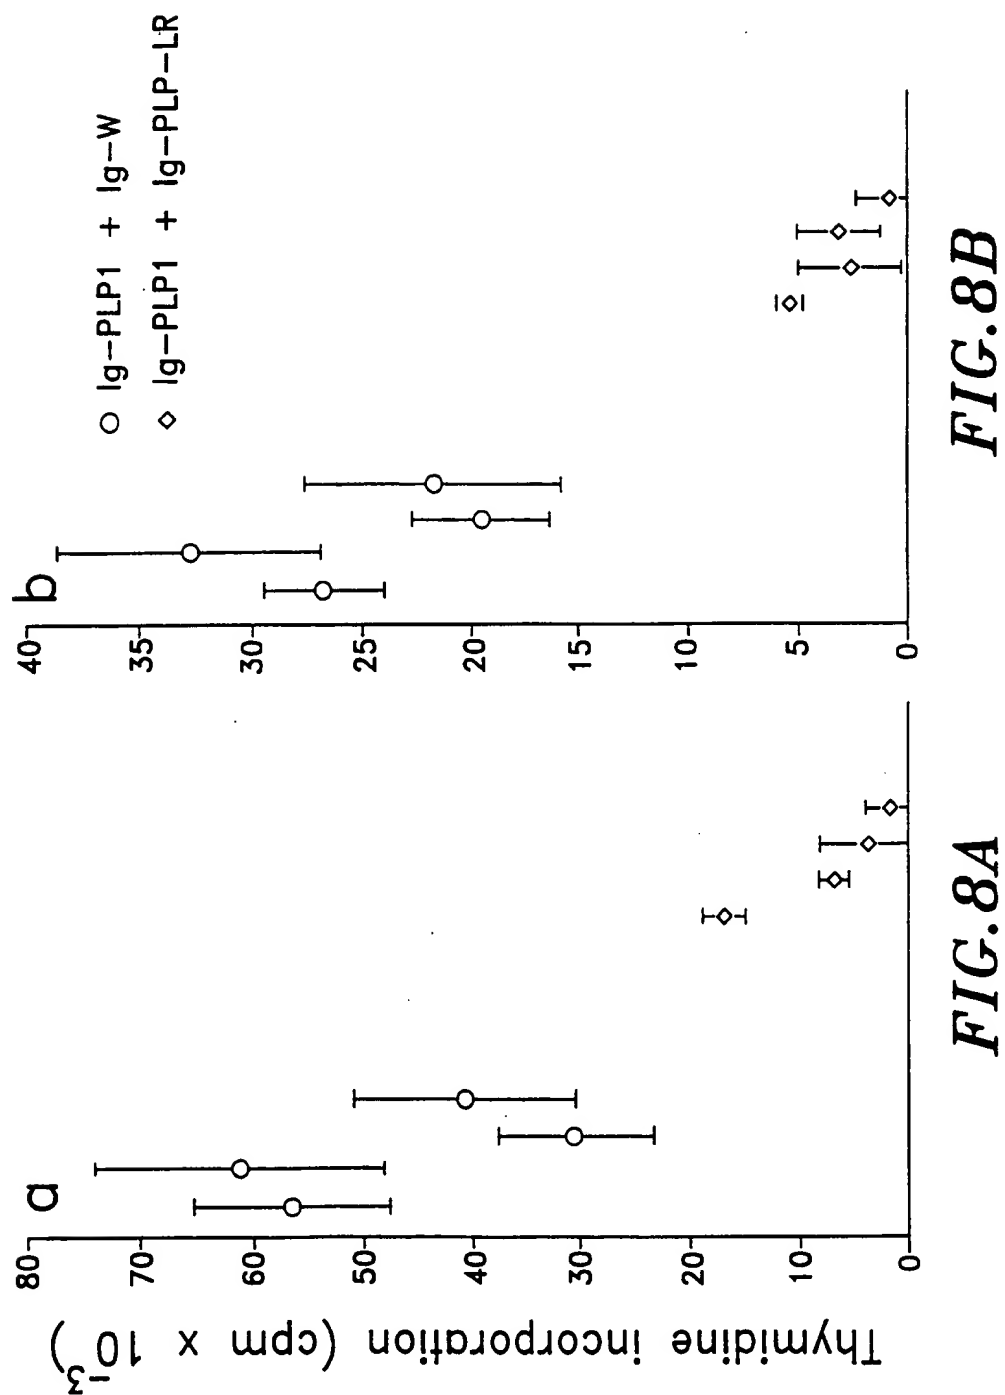 Thymidine incorporation (cpm x 10⁻³)
a
80
70
60
50
40
30
20
10
0
FIG.8A
b
40
35
30
25
20
15
10
5
0
Ig-PLP1 + Ig-W
Ig-PLP1 + Ig-PLP-LR
FIG.8B